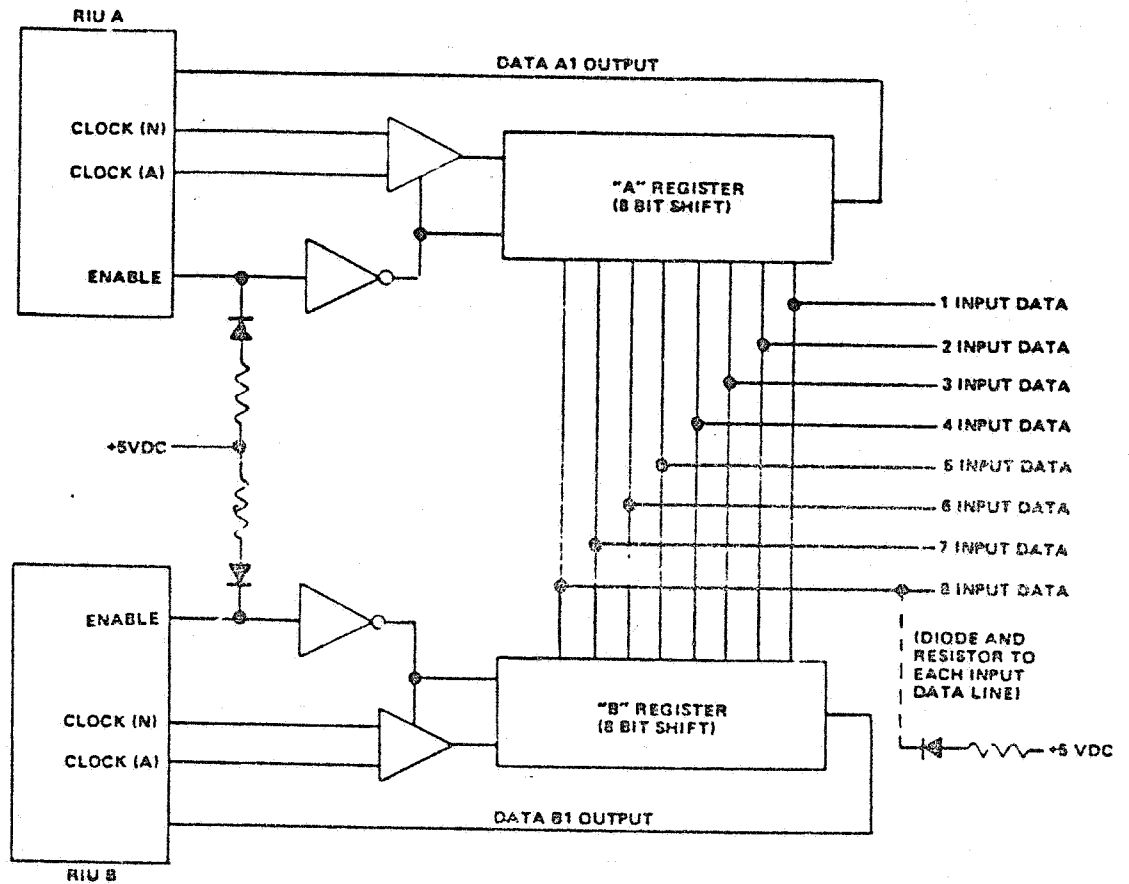 RIU A
DATA A1 OUTPUT
CLOCK (N)
CLOCK (A)
"A" REGISTER
(8 BIT SHIFT)
ENABLE
1 INPUT DATA
2 INPUT DATA
3 INPUT DATA
4 INPUT DATA
+5VDC
5 INPUT DATA
6 INPUT DATA
7 INPUT DATA
8 INPUT DATA
ENABLE
(DIODE AND
RESISTOR TO
EACH INPUT
DATA LINE)
CLOCK (N)
"B" REGISTER
(8 BIT SHIFT)
CLOCK (A)
+5 VDC
DATA B1 OUTPUT
RIU B